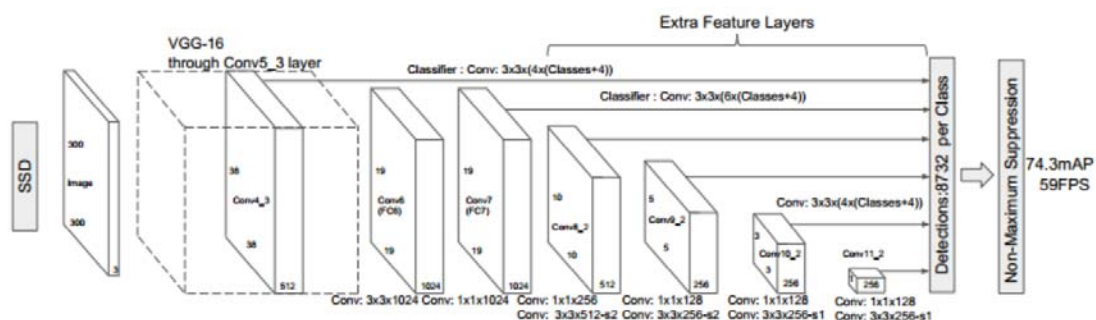 Extra Feature Layers
VGG-16
through Conv5_3 layer
Classifier : Conv: 3x3x(4x(Classes+4))
Classifier : Conv: 3x3x(6x(Classes+4))
SSD
300
Image
300
3
38
Conv4_3
38
512
19
Conv6
(FC6)
19
1024
19
Conv7
(FC7)
19
1024
10
Conv8_2
10
512
5
Conv9_2
5
256
Conv: 3x3x(4x(Classes+4))
3
Conv10_2
3
256
Conv11_2
1
256
Detections:8732 per Class
Non-Maximum Suppression
74.3mAP
59FPS
Conv: 3x3x1024
Conv: 1x1x1024
Conv: 1x1x256
Conv: 3x3x512-s2
Conv: 1x1x128
Conv: 3x3x256-s2
Conv: 1x1x128
Conv: 3x3x256-s1
Conv: 1x1x128
Conv: 3x3x256-s1